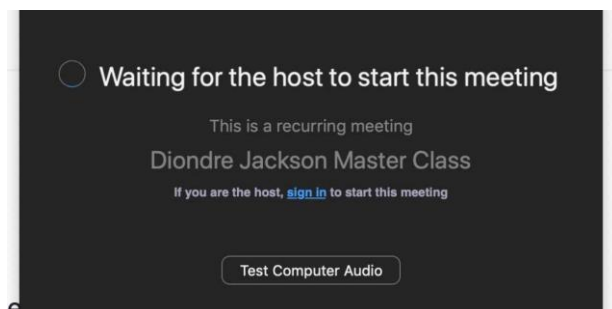 Waiting for the host to start this meeting
This is a recurring meeting
Diondre Jackson Master Class
If you are the host, sign in to start this meeting
Test Computer Audio